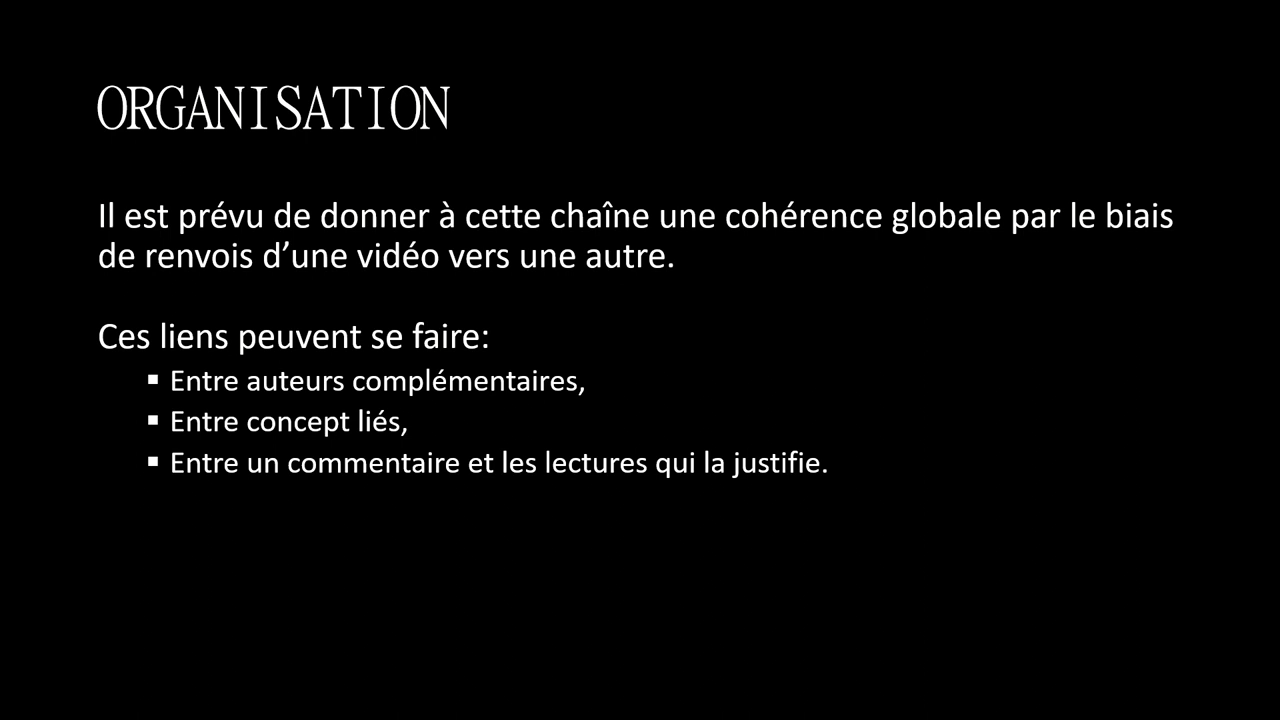 ORGANISATION
Il est prévu de donner à cette chaîne une cohérence globale par le biais
de renvois d’une vidéo vers une autre.
Ces liens peuvent se faire:
▪ Entre auteurs complémentaires,
▪ Entre concept liés,
▪ Entre un commentaire et les lectures qui la justifie.